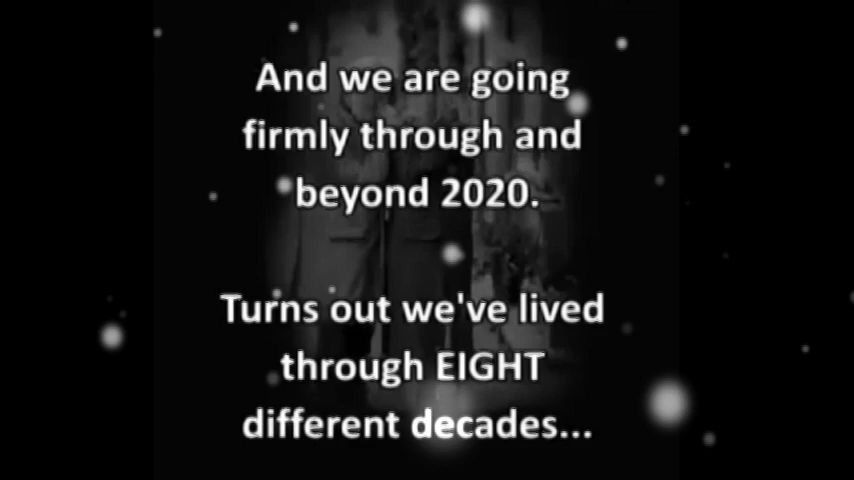 And we are going
firmly through and
beyond 2020.
Turns out we've lived
through EIGHT
different decades...